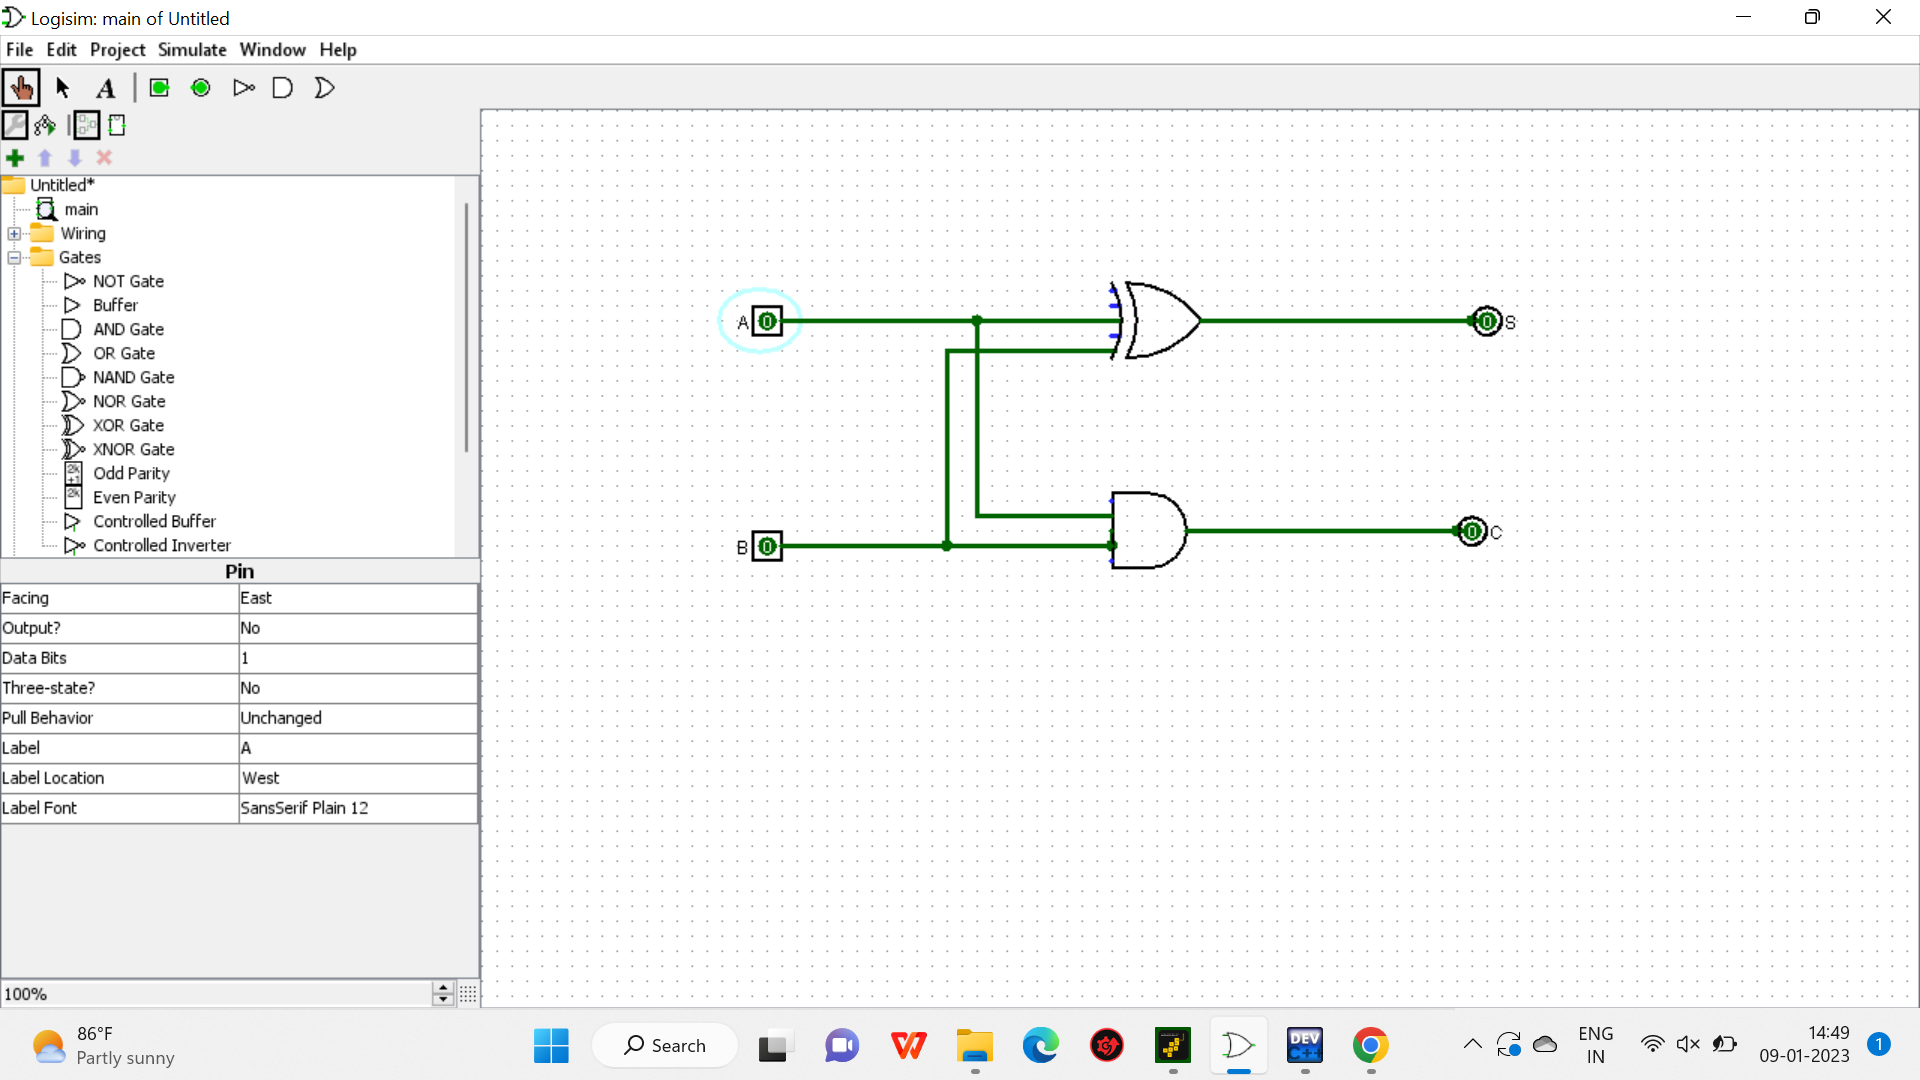 Logisim: main of Untitled
File Edit Project Simulate Window Help
A
Untitled*
main
Wiring
Gates
NOT Gate
Buffer
AND Gate
OR Gate
NAND Gate
NOR Gate
XOR Gate
XNOR Gate
2k
+1
Odd Parity
2k
Even Parity
Controlled Buffer
Controlled Inverter
Pin
Facing East
Output? No
Data Bits 1
Three-state? No
Pull Behavior Unchanged
Label A
Label Location West
Label Font SansSerif Plain 12
100%
A 0
0 S
B 0
0 C
86°F
Partly sunny
Search
DEV
C++
ENG
IN
14:49
09-01-2023
1